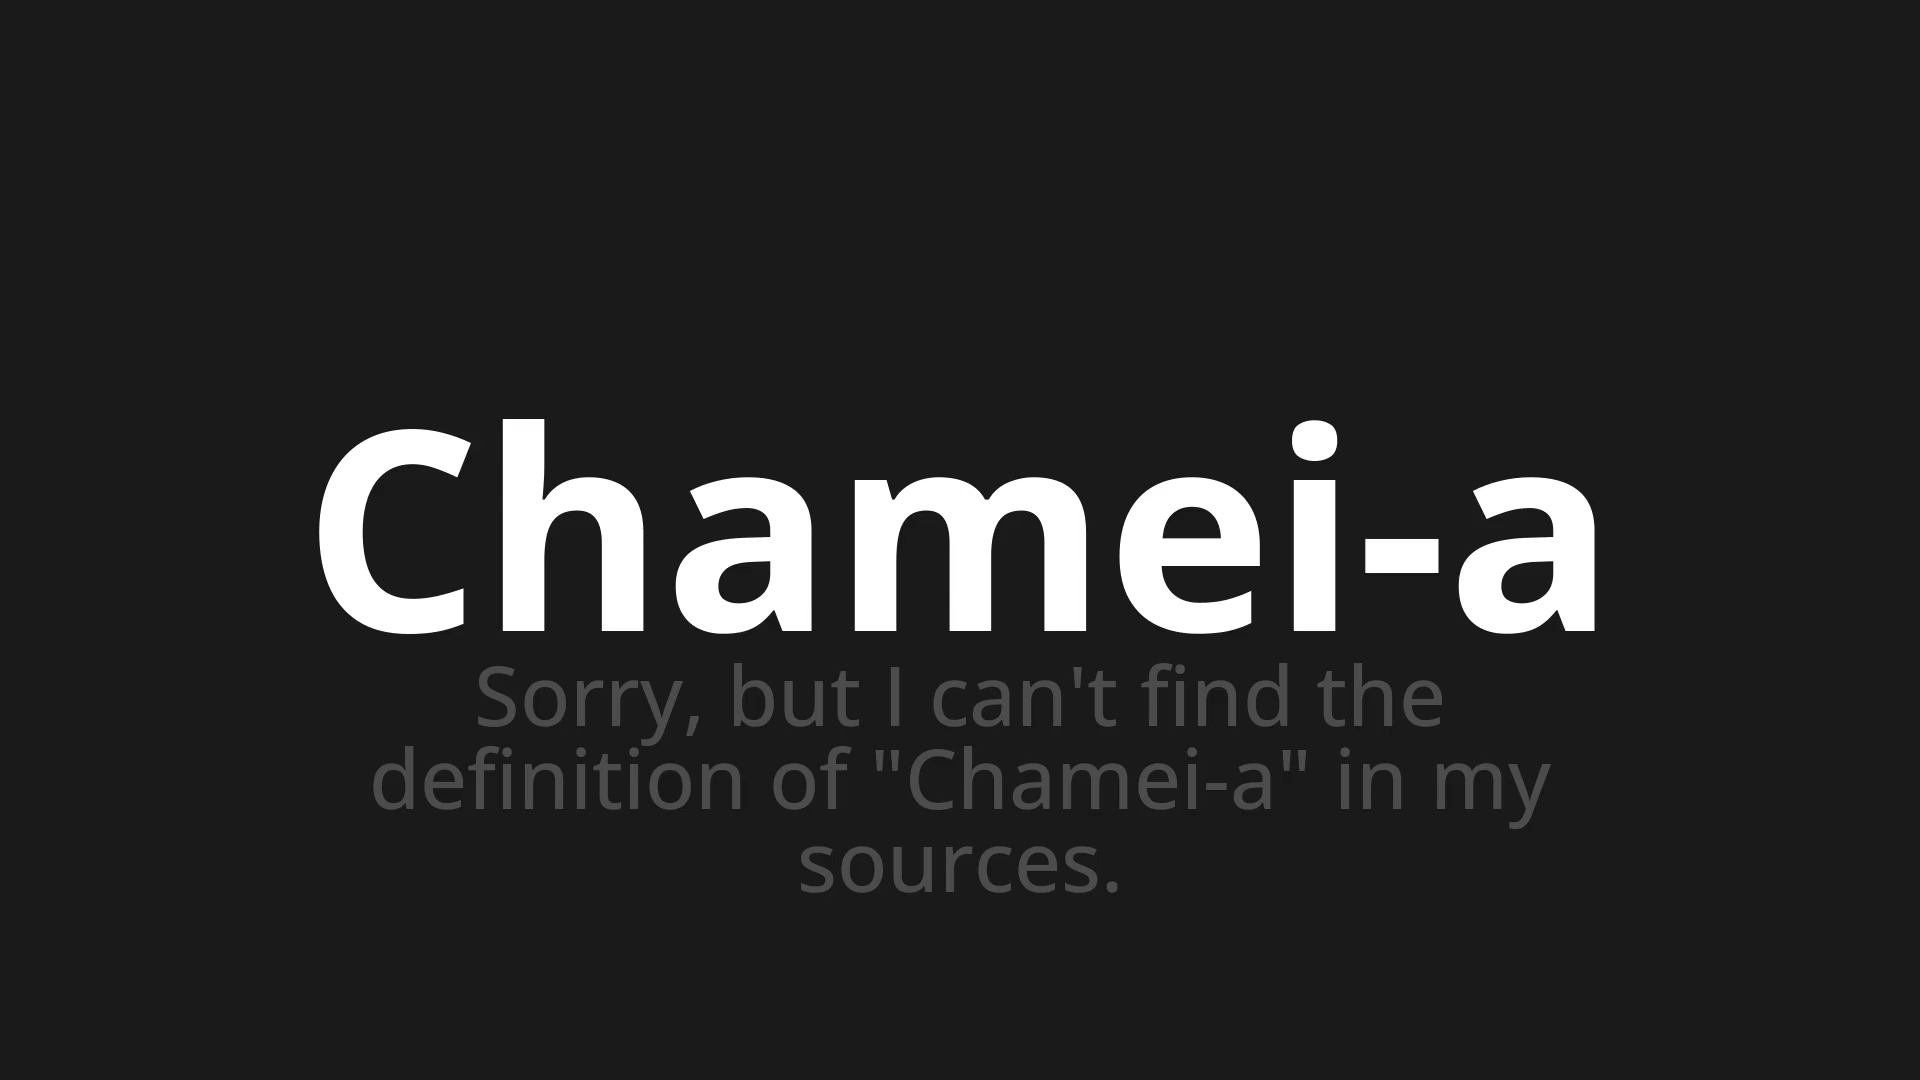 Chamei-a
Sorry, but I can't find the
definition of "Chamei-a" in my
sources.